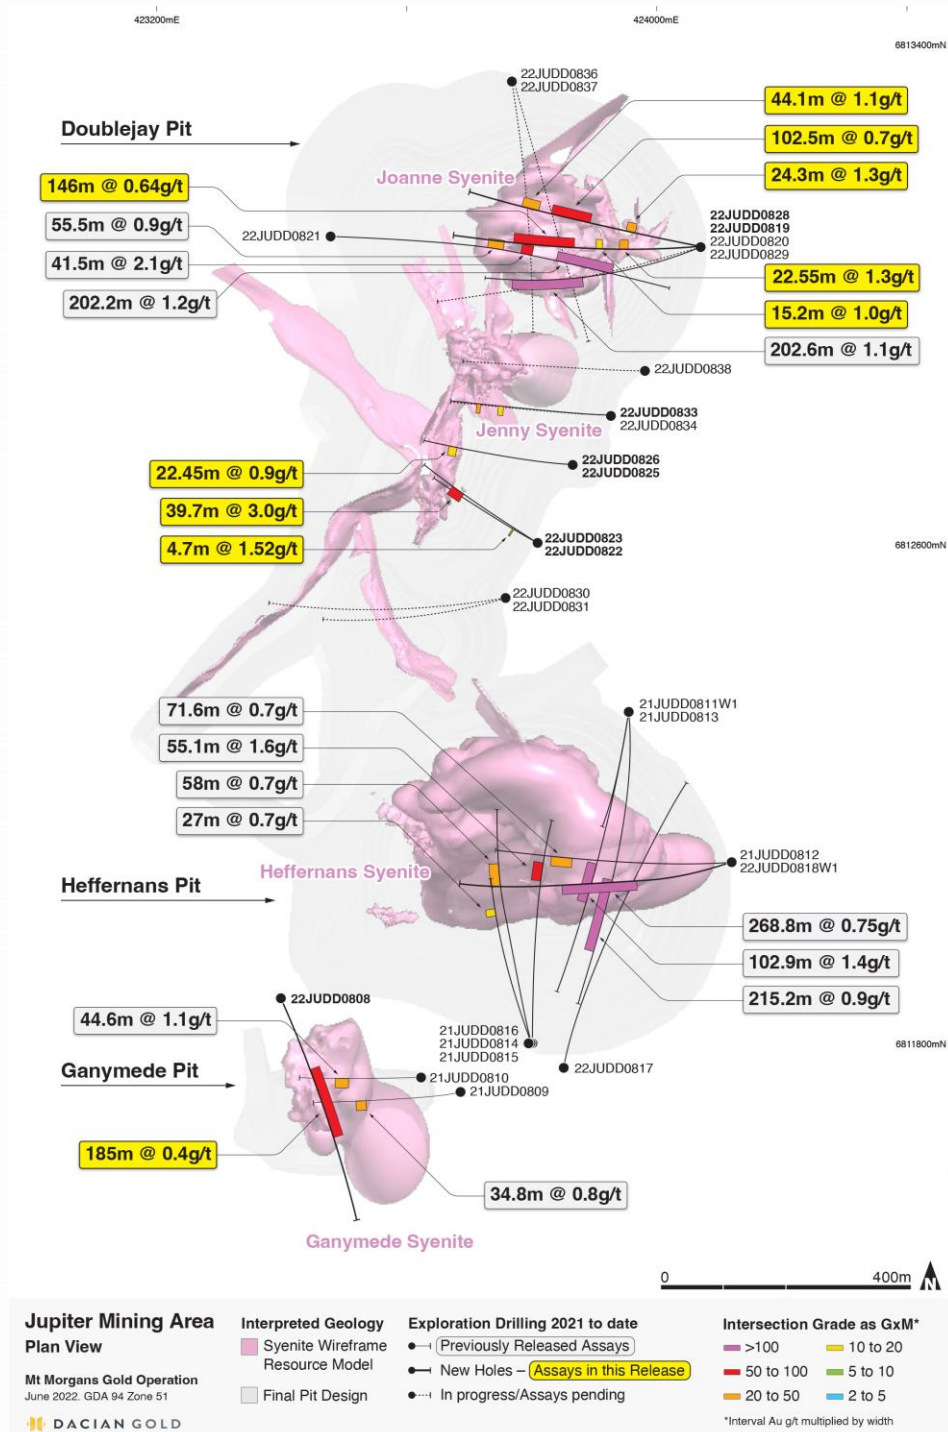 423200mE
424000mE
6813400mN
22JUDD0836
22JUDD0837
44.1m @ 1.1g/t
Doublejay Pit
102.5m @ 0.7g/t
Joanne Syenite
24.3m @ 1.3g/t
146m @ 0.64g/t
55.5m @ 0.9g/t
22JUDD0821
22JUDD0828
22JUDD0819
22JUDD0820
22JUDD0829
41.5m @ 2.1g/t
22.55m @ 1.3g/t
202.2m @ 1.2g/t
15.2m @ 1.0g/t
202.6m @ 1.1g/t
22JUDD0838
22JUDD0833
22JUDD0834
Jenny Syenite
22JUDD0826
22JUDD0825
22.45m @ 0.9g/t
39.7m @ 3.0g/t
4.7m @ 1.52g/t
22JUDD0823
22JUDD0822
6812600mN
22JUDD0830
22JUDD0831
71.6m @ 0.7g/t
21JUDD0811W1
21JUDD0813
55.1m @ 1.6g/t
58m @ 0.7g/t
27m @ 0.7g/t
21JUDD0812
22JUDD0818W1
Heffernans Syenite
Heffernans Pit
268.8m @ 0.75g/t
102.9m @ 1.4g/t
215.2m @ 0.9g/t
22JUDD0808
44.6m @ 1.1g/t
21JUDD0816
21JUDD0814
21JUDD0815
6811800mN
22JUDD0817
Ganymede Pit
21JUDD0810
21JUDD0809
185m @ 0.4g/t
34.8m @ 0.8g/t
Ganymede Syenite
0 400m
N
Jupiter Mining Area
Plan View
Mt Morgans Gold Operation
June 2022. GDA 94 Zone 51
DACIAN GOLD
Interpreted Geology
Syenite Wireframe
Resource Model
Final Pit Design
Exploration Drilling 2021 to date
Previously Released Assays
New Holes – Assays in this Release
In progress/Assays pending
Intersection Grade as GxM*
>100
50 to 100
20 to 50
10 to 20
5 to 10
2 to 5
*Interval Au g/t multiplied by width